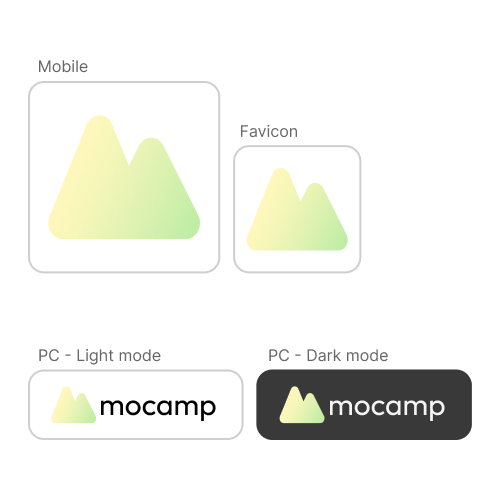 Mobile
Favicon
PC - Light mode
PC - Dark mode
mocamp
mocamp